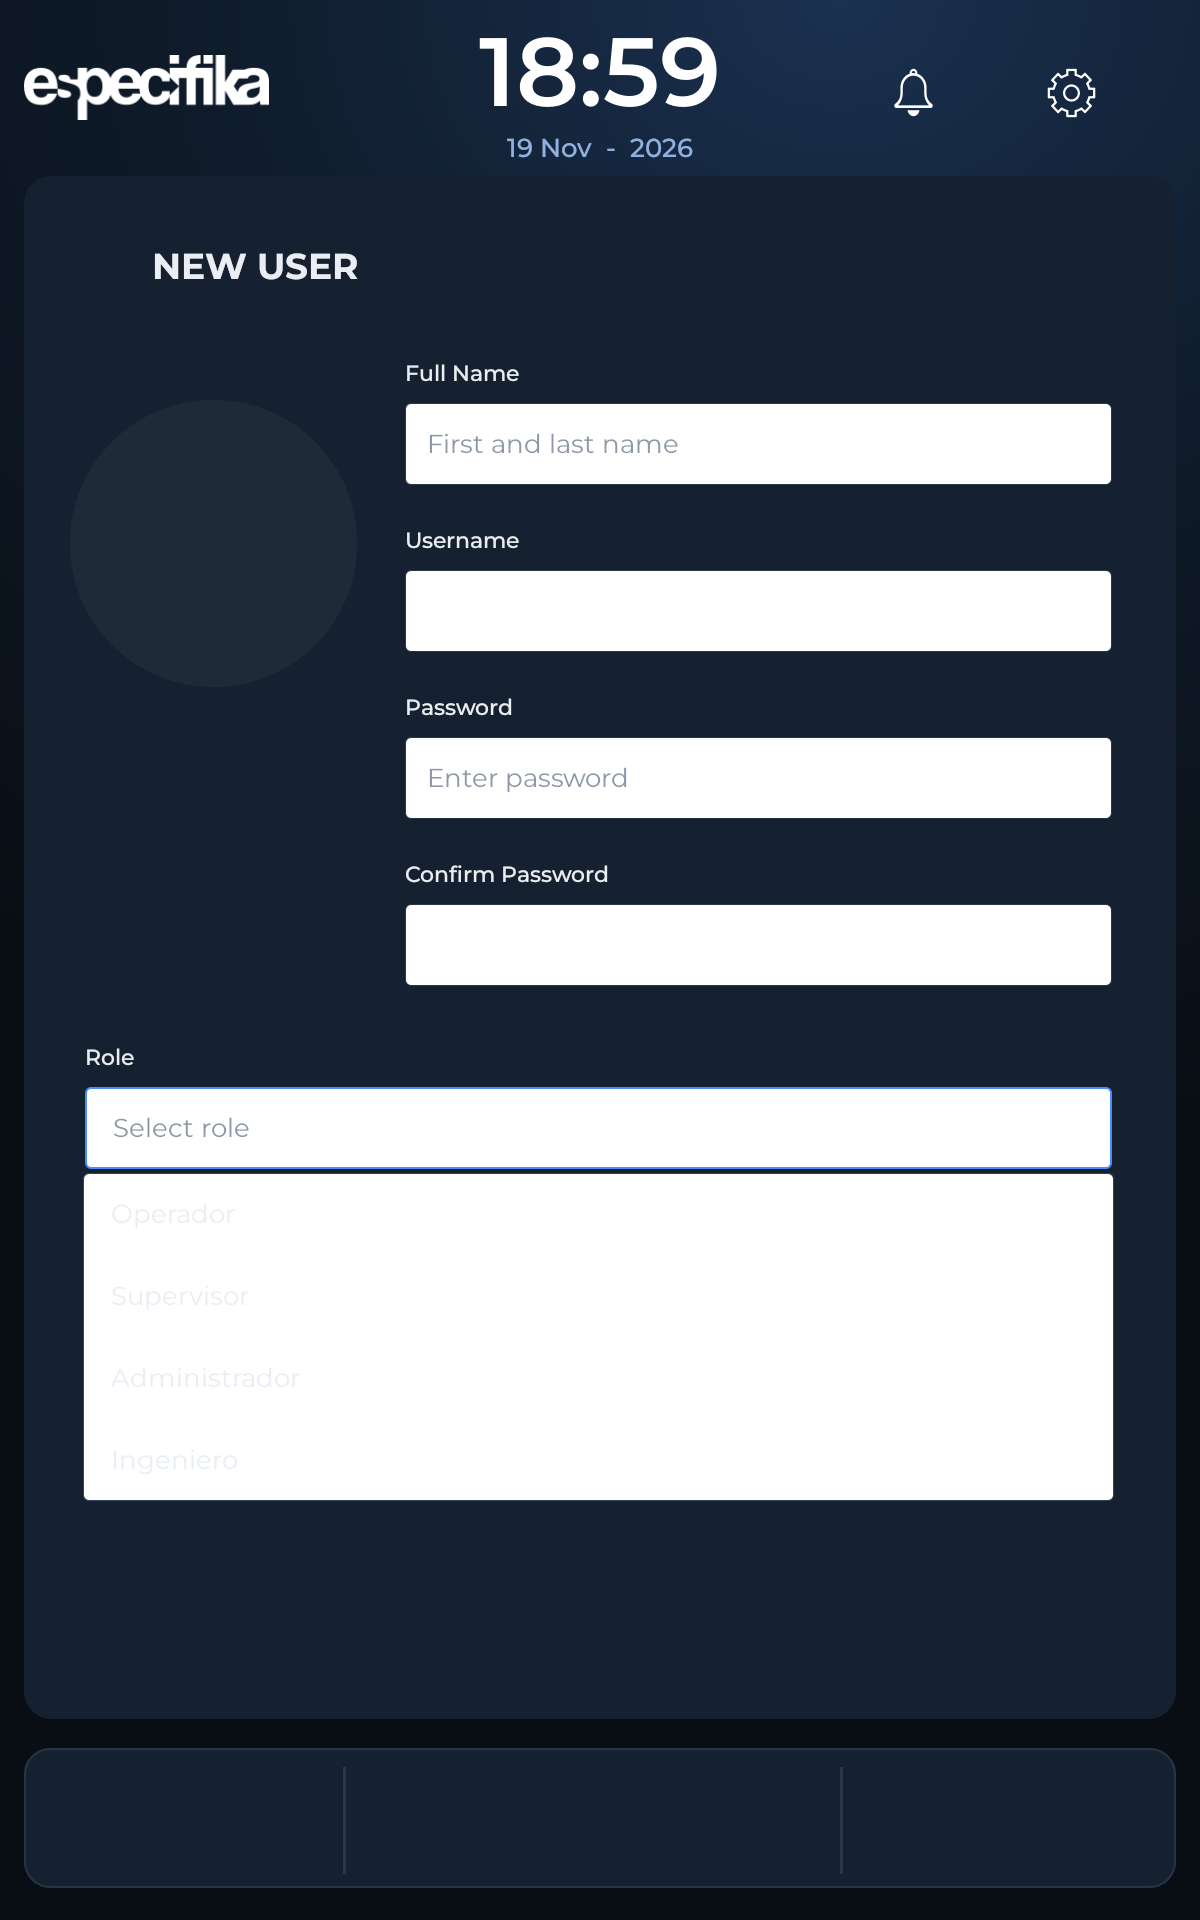 especifika
18:59
19 Nov - 2026
NEW USER
Full Name
First and last name
Username
Password
Enter password
Confirm Password
Role
Select role
Operador
Supervisor
Administrador
Ingeniero